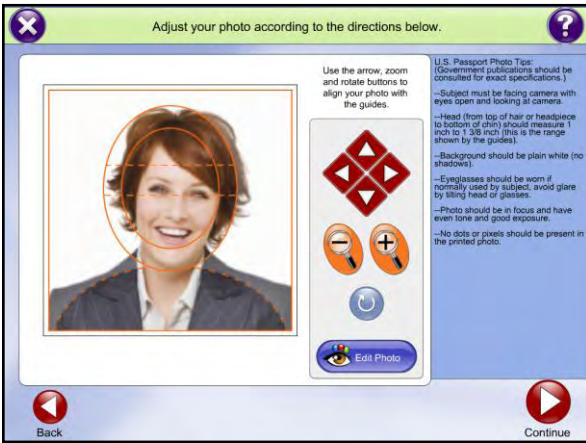 Adjust your photo according to the directions below.
Use the arrow, zoom
and rotate buttons to
align your photo with
the guides.
Edit Photo
U.S. Passport Photo Tips:
(Government publications should be
consulted for exact specifications.)
--Subject must be facing camera with
eyes open and looking at camera.
--Head (from top of hair or headpiece
to bottom of chin) should measure 1
inch to 1 3/8 inch (this is the range
shown by the guides).
--Background should be plain white (no
shadows).
--Eyeglasses should be worn if
normally used by subject, avoid glare
by tilting head or glasses.
--Photo should be in focus and have
even tone and good exposure.
--No dots or pixels should be present in
the printed photo.
Back
Continue